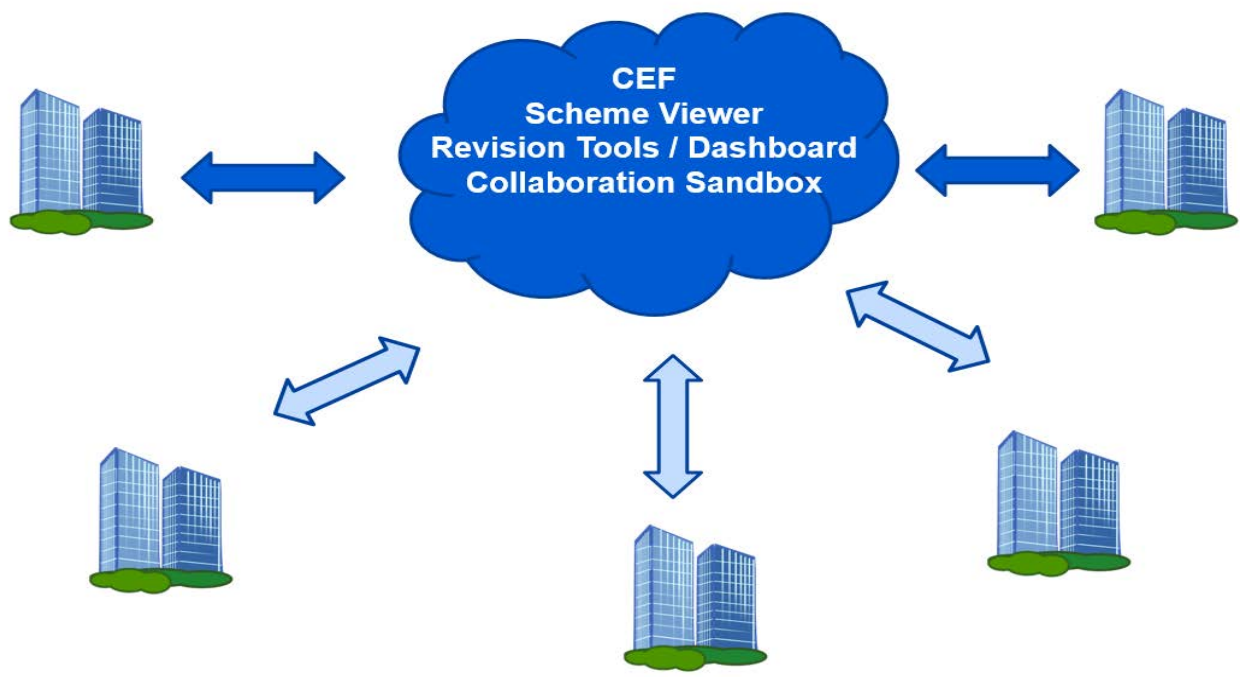 CEF
Scheme Viewer
Revision Tools / Dashboard
Collaboration Sandbox